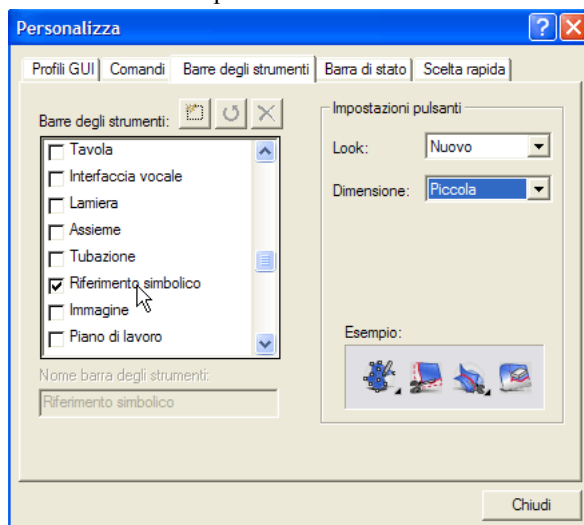 Personalizza
Profili GUI Comandi Barre degli strumenti Barra di stato Scelta rapida
Barre degli strumenti:
Tavola
Interfaccia vocale
Lamiera
Assieme
Tubazione
Riferimento simbolico
Immagine
Piano di lavoro
Nome barra degli strumenti:
Riferimento simbolico
Impostazioni pulsanti
Look: Nuovo
Dimensione: Piccola
Esempio:
Chiudi